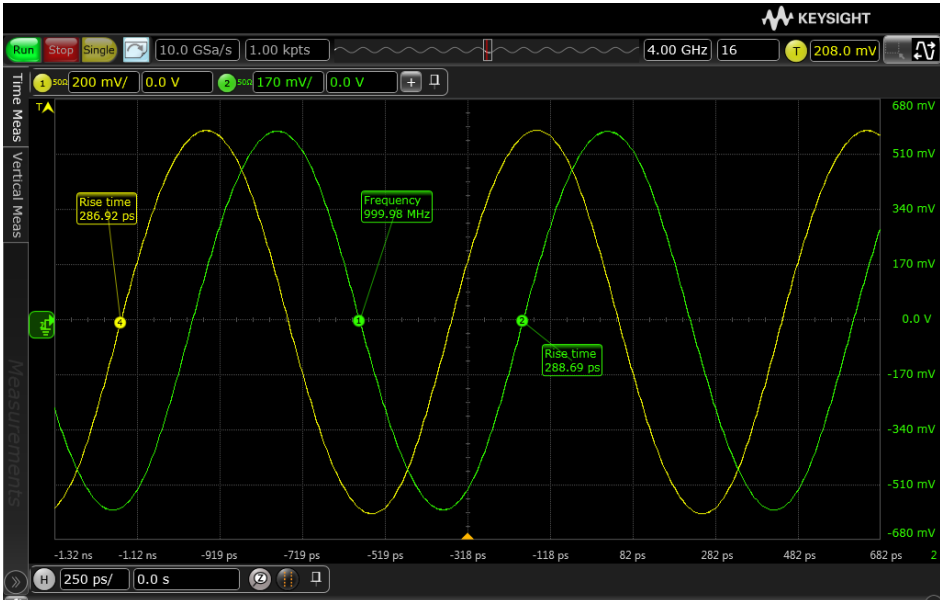 KEYSIGHT
Run Stop Single 10.0 GSa/s 1.00 kpts 4.00 GHz 16 T 208.0 mV
1 50Ω 200 mV/ 0.0 V 2 50Ω 170 mV/ 0.0 V +
Time Meas
Vertical Meas
Measurements
T
680 mV
510 mV
340 mV
170 mV
0.0 V
-170 mV
-340 mV
-510 mV
-680 mV
Rise time
286.92 ps
Frequency
999.98 MHz
4
1
2
Rise time
288.69 ps
-1.32 ns -1.12 ns -919 ps -719 ps -519 ps -318 ps -118 ps 82 ps 282 ps 482 ps 682 ps 2
H 250 ps/ 0.0 s Z